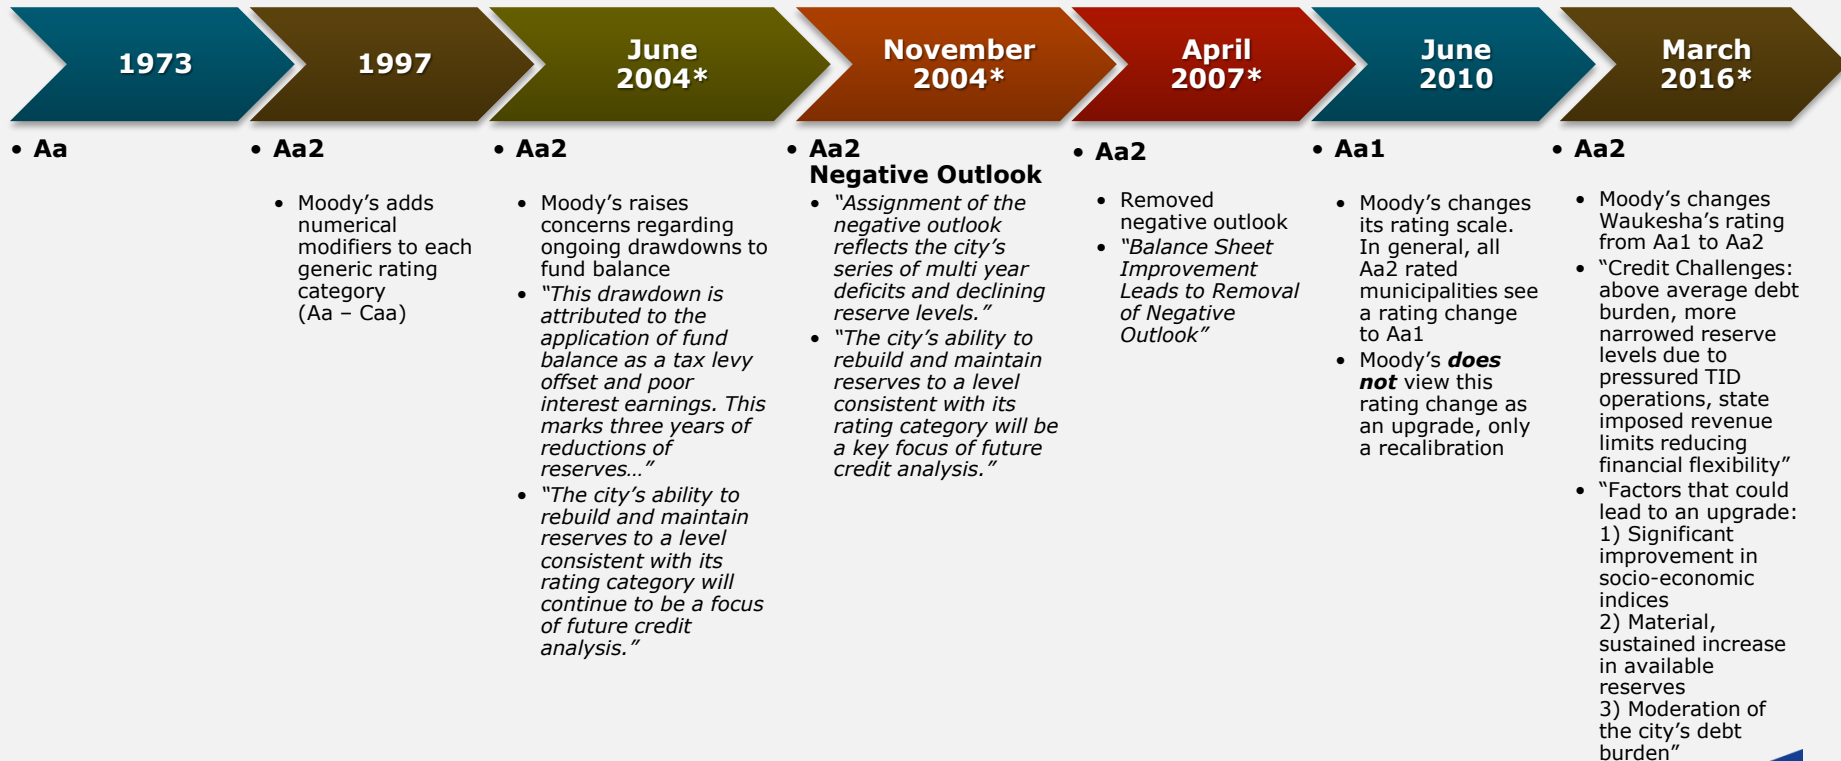 1973
• Aa
1997
• Aa2
• Moody’s adds
numerical
modifiers to each
generic rating
category
(Aa – Caa)
June
2004*
• Aa2
• Moody’s raises
concerns regarding
ongoing drawdowns to
fund balance
• “This drawdown is
attributed to the
application of fund
balance as a tax levy
offset and poor
interest earnings. This
marks three years of
reductions of
reserves…”
• “The city’s ability to
rebuild and maintain
reserves to a level
consistent with its
rating category will
continue to be a focus
of future credit
analysis.”
November
2004*
• Aa2
Negative Outlook
• “Assignment of the
negative outlook
reflects the city’s
series of multi year
deficits and declining
reserve levels.”
• “The city’s ability to
rebuild and maintain
reserves to a level
consistent with its
rating category will be
a key focus of future
credit analysis.”
April
2007*
• Aa2
• Removed
negative outlook
• “Balance Sheet
Improvement
Leads to Removal
of Negative
Outlook”
June
2010
• Aa1
• Moody’s changes
its rating scale.
In general, all
Aa2 rated
municipalities see
a rating change
to Aa1
• Moody’s does
not view this
rating change as
an upgrade, only
a recalibration
March
2016*
• Aa2
• Moody’s changes
Waukesha’s rating
from Aa1 to Aa2
• “Credit Challenges:
above average debt
burden, more
narrowed reserve
levels due to
pressured TID
operations, state
imposed revenue
limits reducing
financial flexibility”
• “Factors that could
lead to an upgrade:
1) Significant
improvement in
socio-economic
indices
2) Material,
sustained increase
in available
reserves
3) Moderation of
the city’s debt
burden”